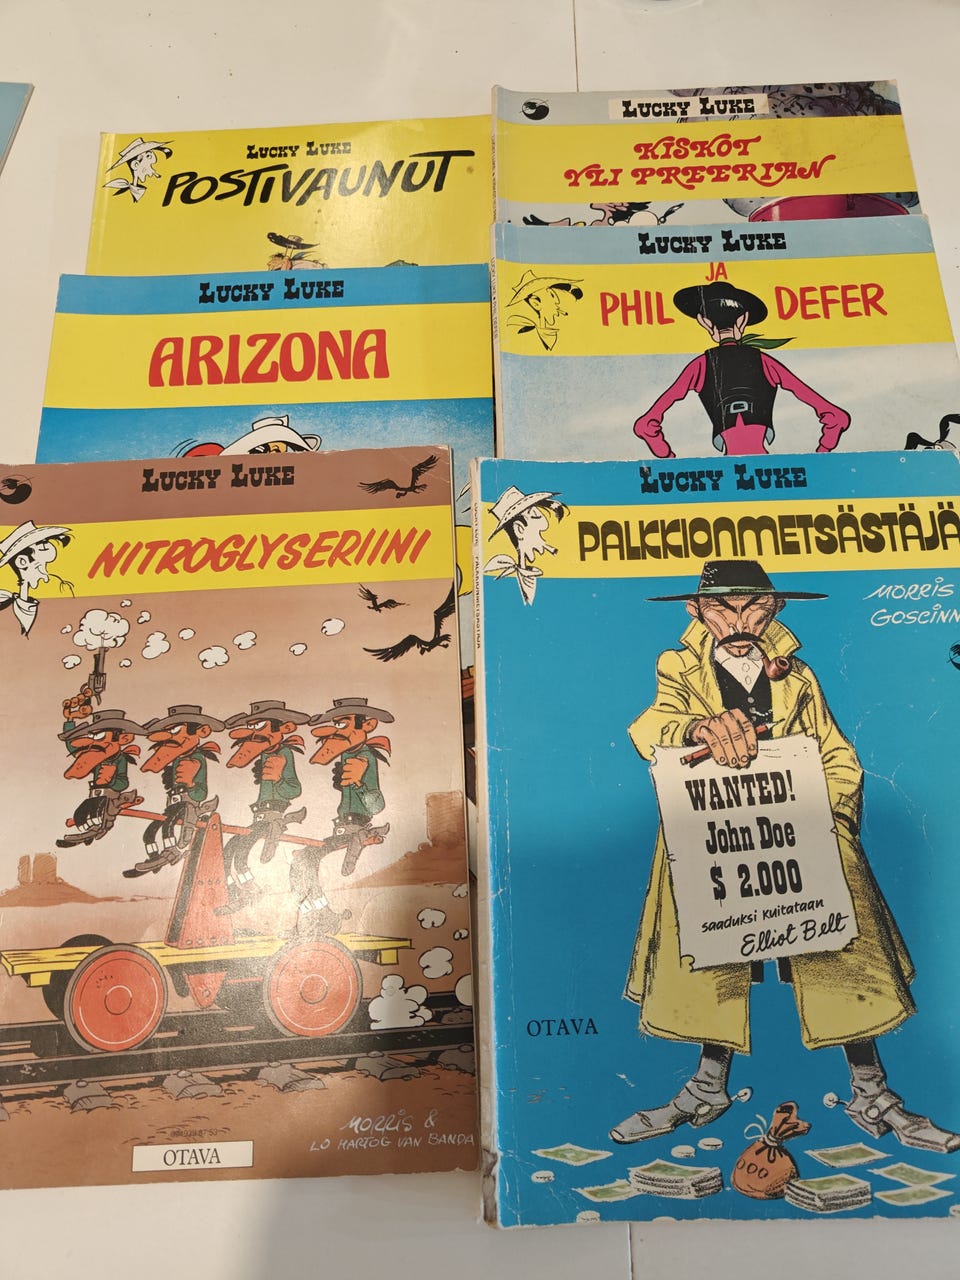 LUCKY LUKE
POSTIVAUNUT
LUCKY LUKE
KISKOT
YLI PREERIAN
LUCKY LUKE
ARIZONA
LUCKY LUKE
JA
PHIL DEFER
LUCKY LUKE
NITROGLYSERIINI
MORRIS &
LO HARTOG VAN BANDA
OTAVA
LUCKY LUKE
PALKKIONMETSÄSTÄJÄ
MORRIS
GOSCINN
WANTED!
John Doe
$ 2.000
saaduksi kuitataan
Elliot Belt
OTAVA